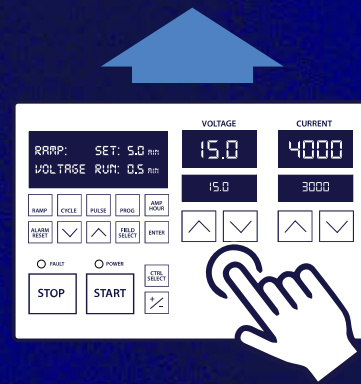 VOLTAGE CURRENT
RAMP: SET: 5.0 min
VOLTAGE RUN: 0.5 min
15.0 4000
15.0 3000
RAMP CYCLE PULSE PROG AMP HOUR
ALARM RESET FIELD SELECT ENTER
FAULT POWER
CTRL SELECT
STOP START
+/-